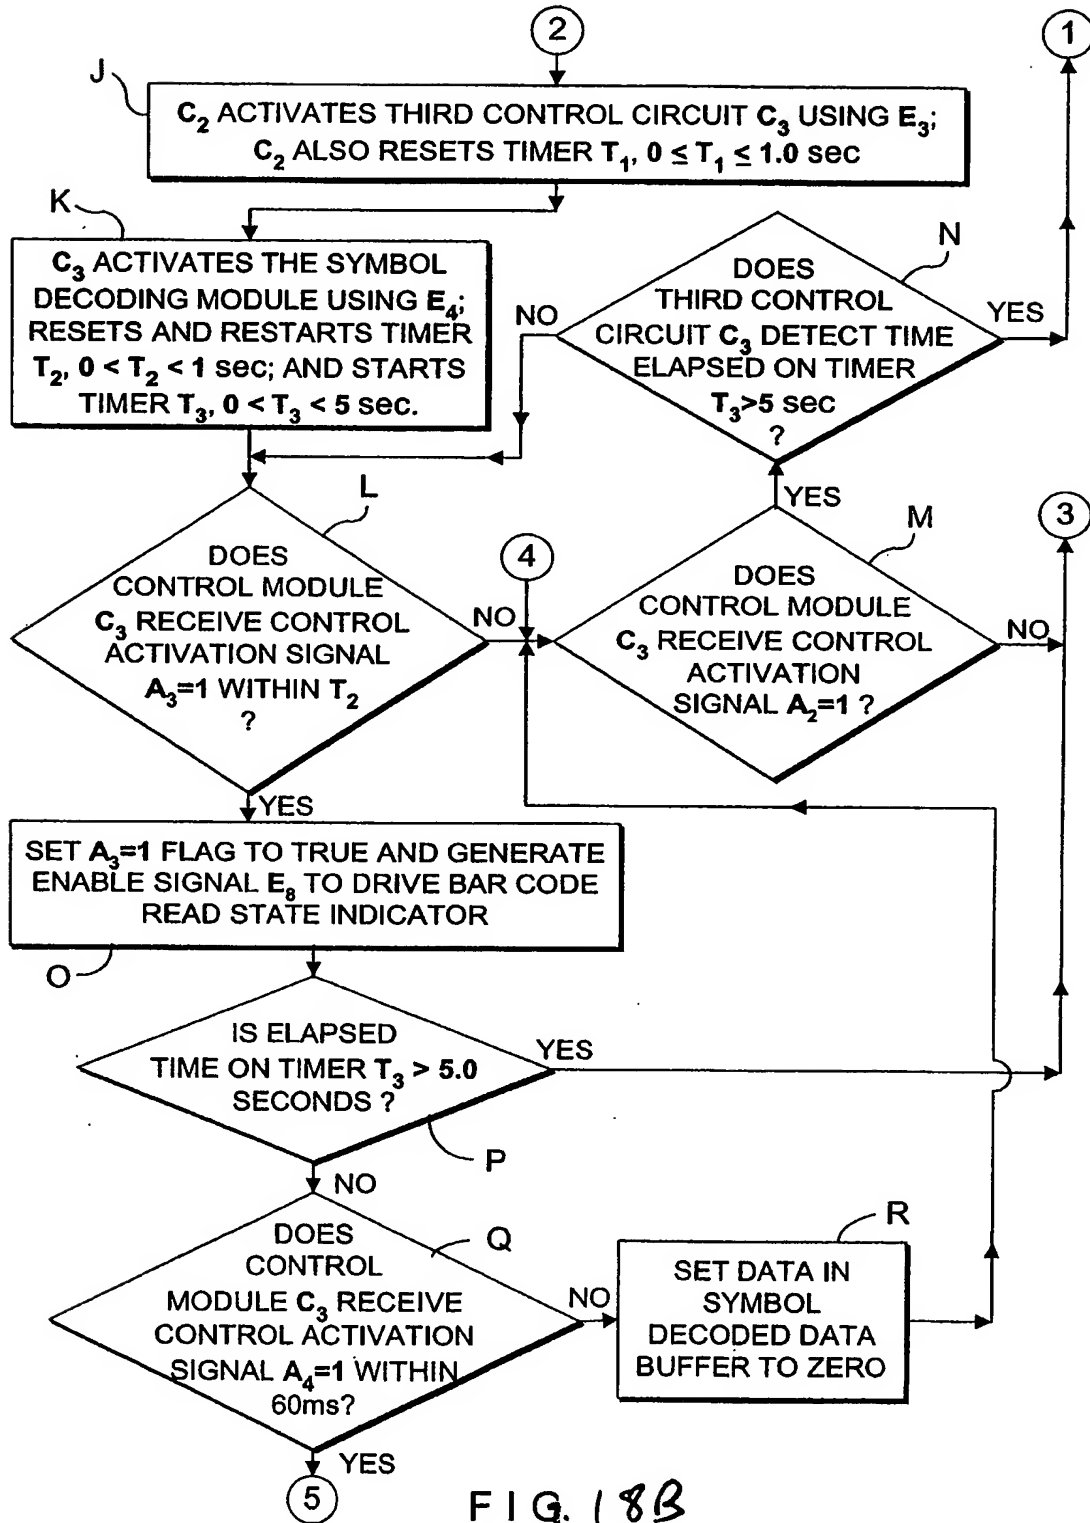 2
1
J
C₂ ACTIVATES THIRD CONTROL CIRCUIT C₃ USING E₃;
C₂ ALSO RESETS TIMER T₁, 0 ≤ T₁ ≤ 1.0 sec
K
C₃ ACTIVATES THE SYMBOL
DECODING MODULE USING E₄;
RESETS AND RESTARTS TIMER
T₂, 0 < T₂ < 1 sec; AND STARTS
TIMER T₃, 0 < T₃ < 5 sec.
N
DOES
THIRD CONTROL
CIRCUIT C₃ DETECT TIME
ELAPSED ON TIMER
T₃>5 sec
?
NO
YES
L
DOES
CONTROL MODULE
C₃ RECEIVE CONTROL
ACTIVATION SIGNAL
A₃=1 WITHIN T₂
?
NO
YES
4
YES
M
3
DOES
CONTROL MODULE
C₃ RECEIVE CONTROL
ACTIVATION
SIGNAL A₂=1 ?
NO
SET A₃=1 FLAG TO TRUE AND GENERATE
ENABLE SIGNAL E₈ TO DRIVE BAR CODE
READ STATE INDICATOR
O
IS ELAPSED
TIME ON TIMER T₃ > 5.0
SECONDS ?
YES
P
NO
DOES
CONTROL
MODULE C₃ RECEIVE
CONTROL ACTIVATION
SIGNAL A₄=1 WITHIN
60ms?
Q
NO
R
SET DATA IN
SYMBOL
DECODED DATA
BUFFER TO ZERO
YES
5
FIG. 18B